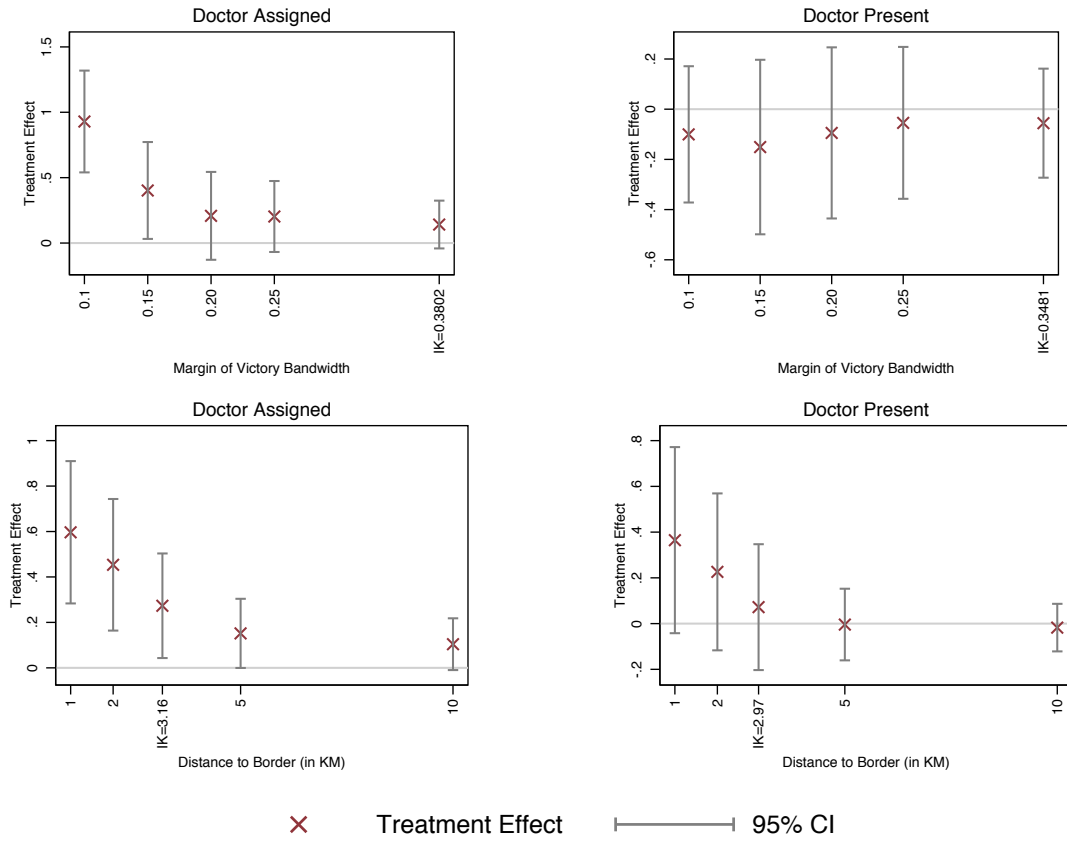 Doctor Assigned
Treatment Effect
1.5
1
.5
0
0.1
0.15
0.20
0.25
IK=0.3802
Margin of Victory Bandwidth
Doctor Present
Treatment Effect
.2
0
-.2
-.4
-.6
0.1
0.15
0.20
0.25
IK=0.3481
Margin of Victory Bandwidth
Doctor Assigned
Treatment Effect
1
.8
.6
.4
.2
0
1
2
IK=3.16
5
10
Distance to Border (in KM)
Doctor Present
Treatment Effect
.8
.6
.4
.2
0
-.2
1
2
IK=2.97
5
10
Distance to Border (in KM)
Treatment Effect 95% CI